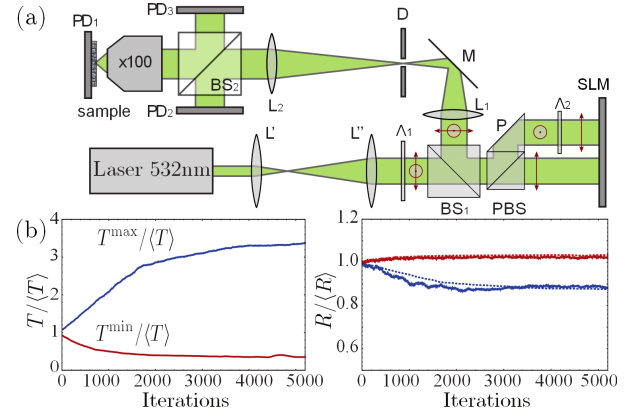 (a)
PD3
D
PD1
M
x100
BS2
SLM
sample
L2
L1
P
Λ2
PD2
L'
L''
Λ1
Laser 532nm
BS1
PBS
(b)
4
3
2
1
0
T/⟨T⟩
T^max/⟨T⟩
T^min/⟨T⟩
0 1000 2000 3000 4000 5000
Iterations
1.2
1.0
0.8
0.6
R/⟨R⟩
0 1000 2000 3000 4000 5000
Iterations